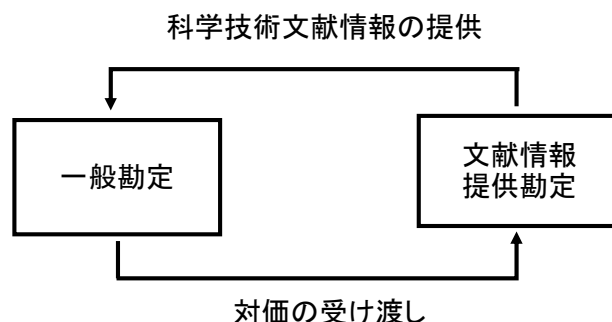 科学技術文献情報の提供
一般勘定
文献情報
提供勘定
対価の受け渡し